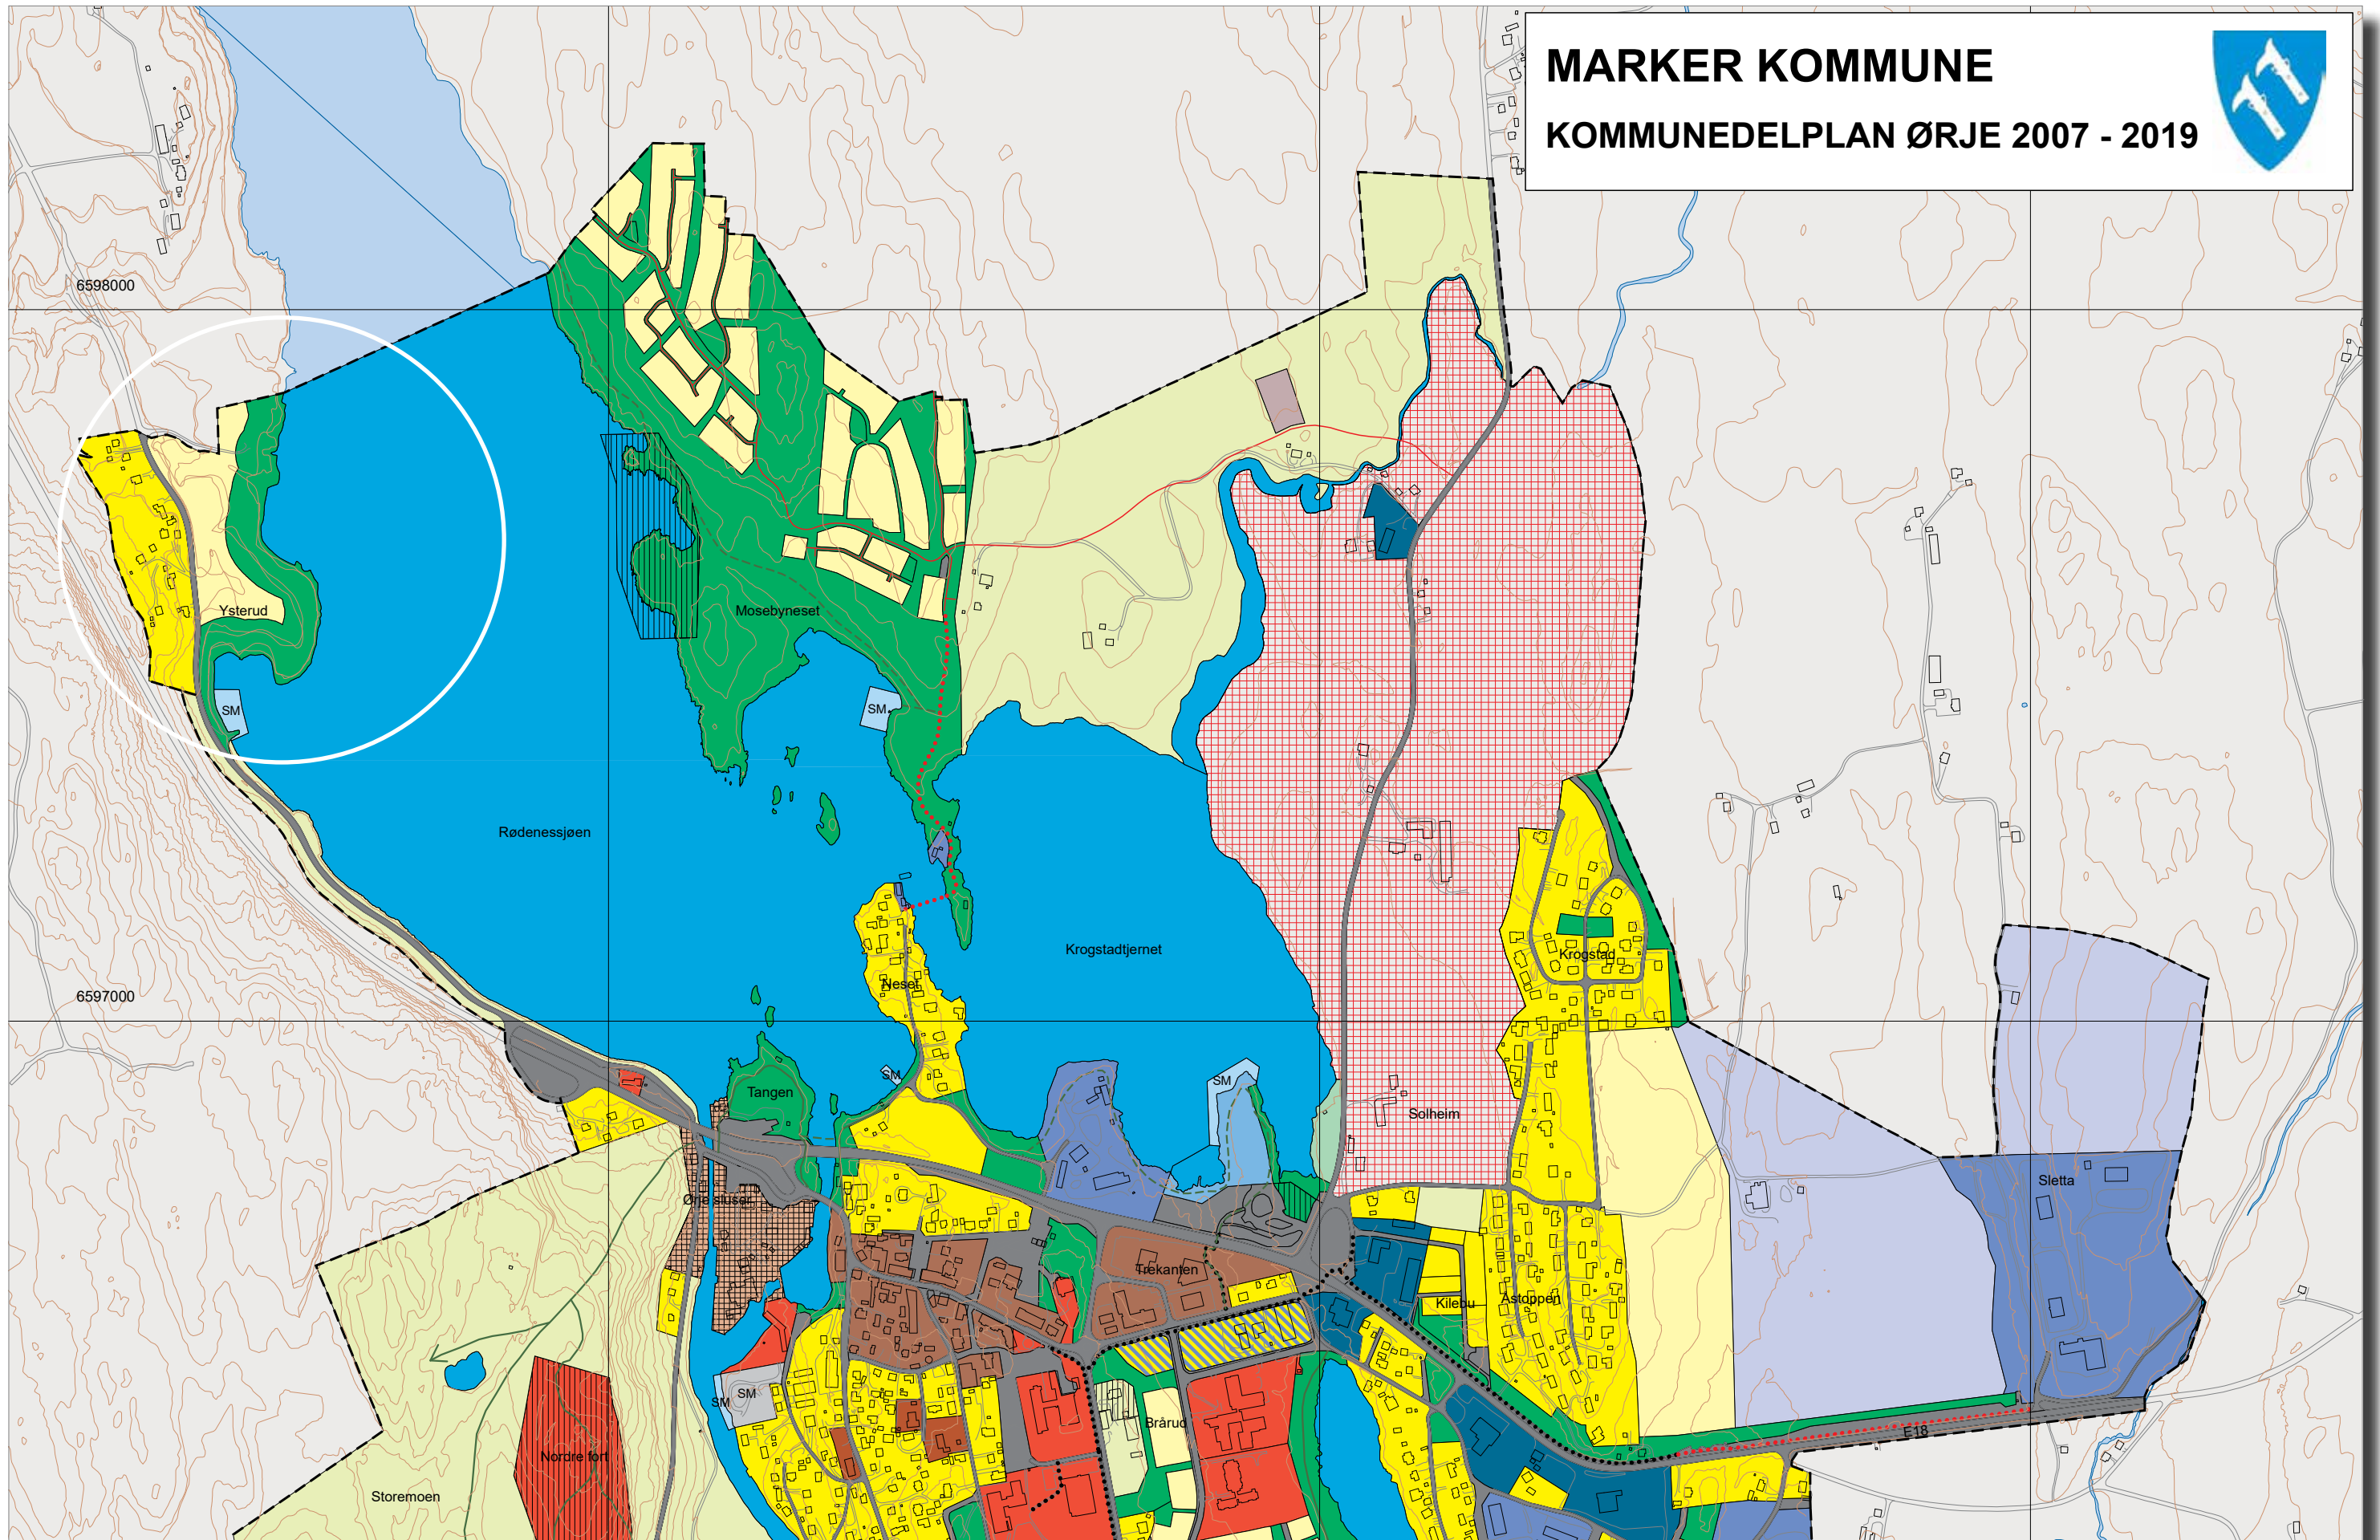 MARKER KOMMUNE
KOMMUNEDELPLAN ØRJE 2007 - 2019
6598000
Ysterud
Mosebyneset
SM
SM
Rødenessjøen
Krogstadtjernet
Krogstad
Neset
6597000
SM
SM
Tangen
Solheim
Sletta
Ørje sluser
Trekanten
Kilebu
Åstoppen
SM
SM
Brårud
E18
Nordre fort
Storemoen